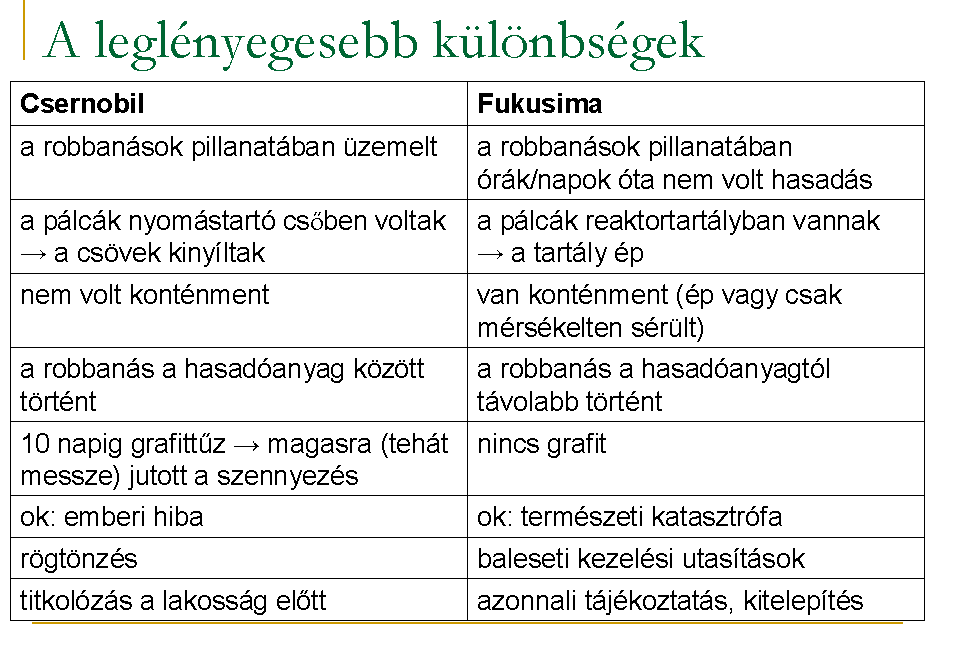 A leglényegesebb különbségek
Csernobil
Fukusima
a robbanások pillanatában üzemelt
a robbanások pillanatában
órák/napok óta nem volt hasadás
a pálcák nyomástartó csőben voltak
→ a csövek kinyíltak
a pálcák reaktortartályban vannak
→ a tartály ép
nem volt konténment
van konténment (ép vagy csak
mérsékelten sérült)
a robbanás a hasadóanyag között
történt
a robbanás a hasadóanyagtól
távolabb történt
10 napig grafittűz → magasra (tehát
messze) jutott a szennyezés
nincs grafit
ok: emberi hiba
ok: természeti katasztrófa
rögtönzés
baleseti kezelési utasítások
titkolózás a lakosság előtt
azonnali tájékoztatás, kitelepítés